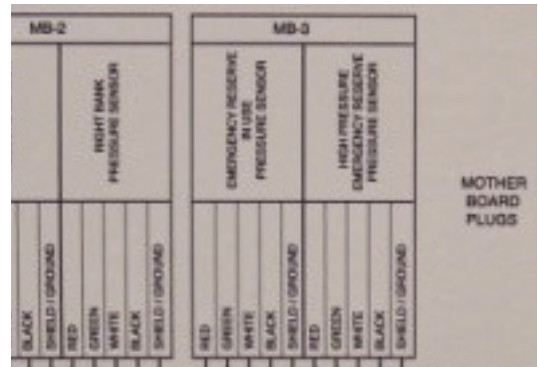 MB-2
MB-3
RIGHT BANK
PRESSURE SENSOR
EMERGENCY RESERVE
IN USE
PRESSURE SENSOR
HIGH PRESSURE
EMERGENCY RESERVE
PRESSURE SENSOR
MOTHER
BOARD
PLUGS
BLACK
SHIELD / GROUND
RED
GREEN
WHITE
BLACK
SHIELD / GROUND
RED
GREEN
WHITE
BLACK
SHIELD / GROUND
RED
GREEN
WHITE
BLACK
SHIELD / GROUND